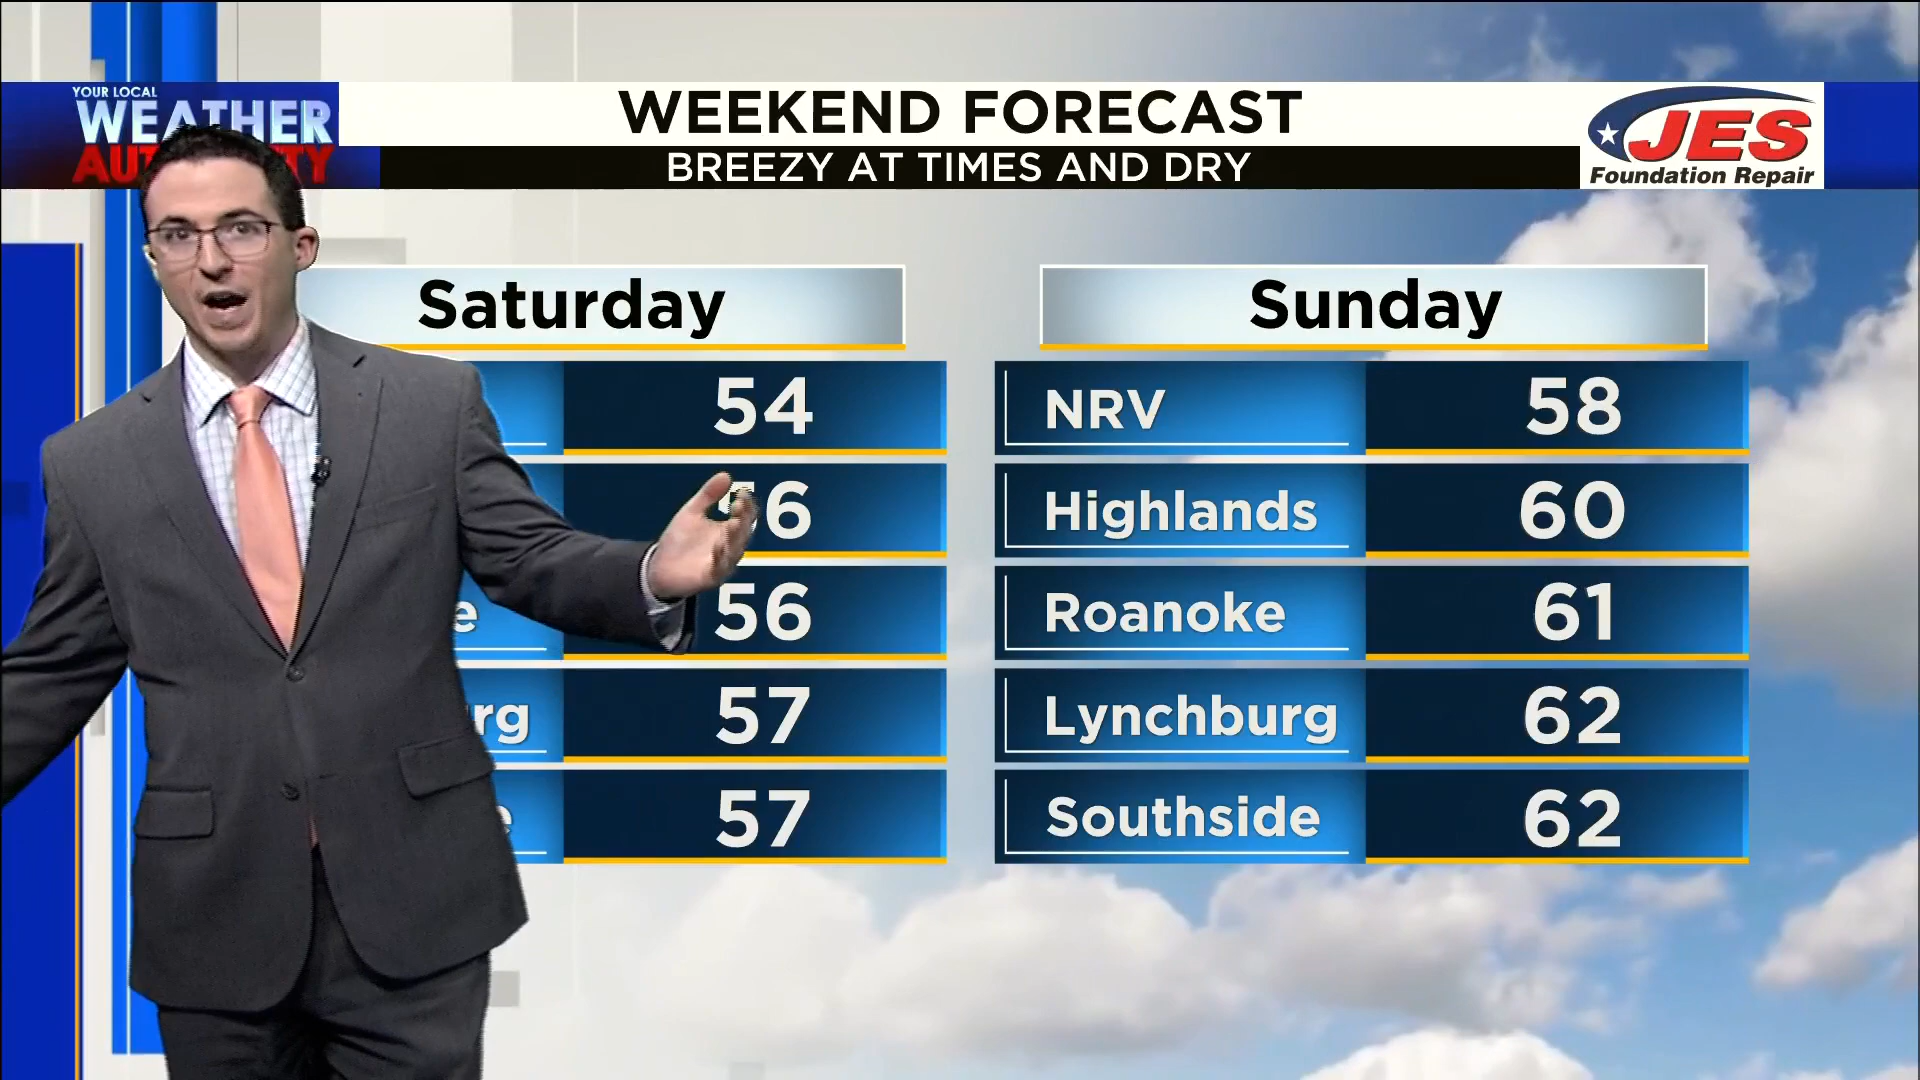 YOUR LOCAL
WEATHER
WEEKEND FORECAST
BREEZY AT TIMES AND DRY
JES
Foundation Repair
Saturday
54
56
56
57
57
Sunday
NRV 58
Highlands 60
Roanoke 61
Lynchburg 62
Southside 62